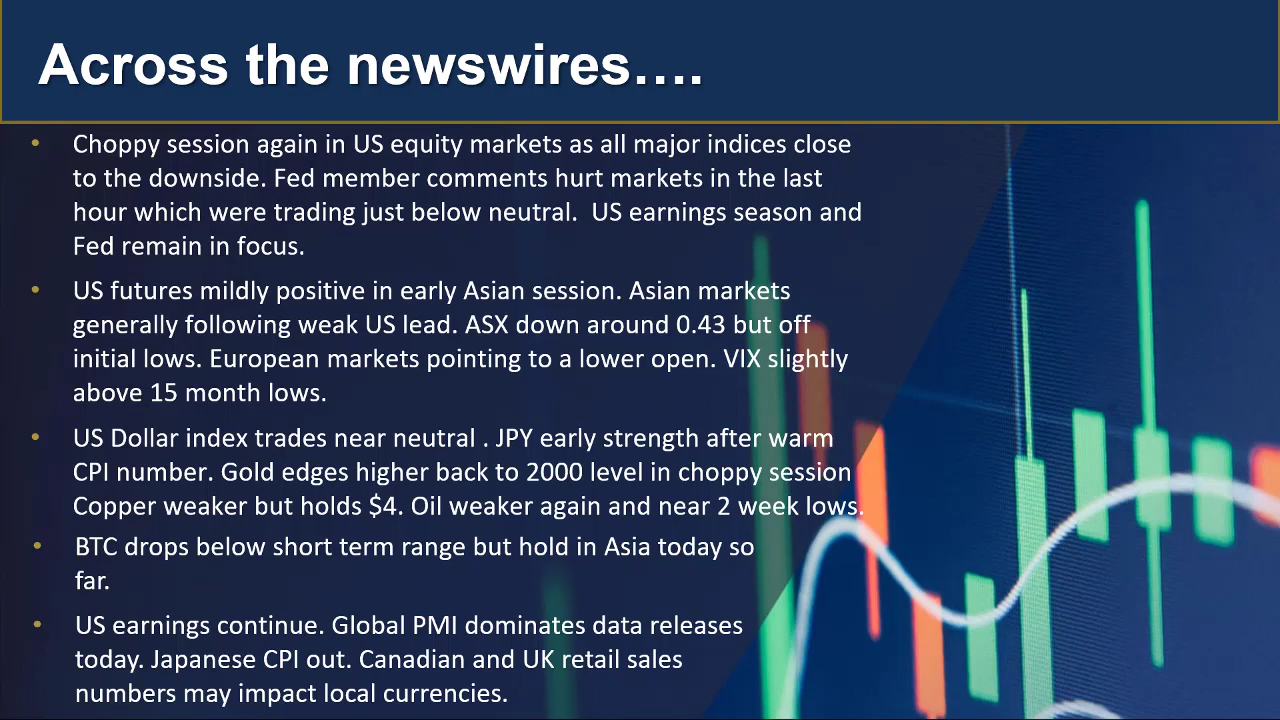 Across the newswires….
• Choppy session again in US equity markets as all major indices close
to the downside. Fed member comments hurt markets in the last
hour which were trading just below neutral.  US earnings season and
Fed remain in focus.
• US futures mildly positive in early Asian session. Asian markets
generally following weak US lead. ASX down around 0.43 but off
initial lows. European markets pointing to a lower open. VIX slightly
above 15 month lows.
• US Dollar index trades near neutral . JPY early strength after warm
CPI number. Gold edges higher back to 2000 level in choppy session
Copper weaker but holds $4. Oil weaker again and near 2 week lows.
• BTC drops below short term range but hold in Asia today so
far.
• US earnings continue. Global PMI dominates data releases
today. Japanese CPI out. Canadian and UK retail sales
numbers may impact local currencies.